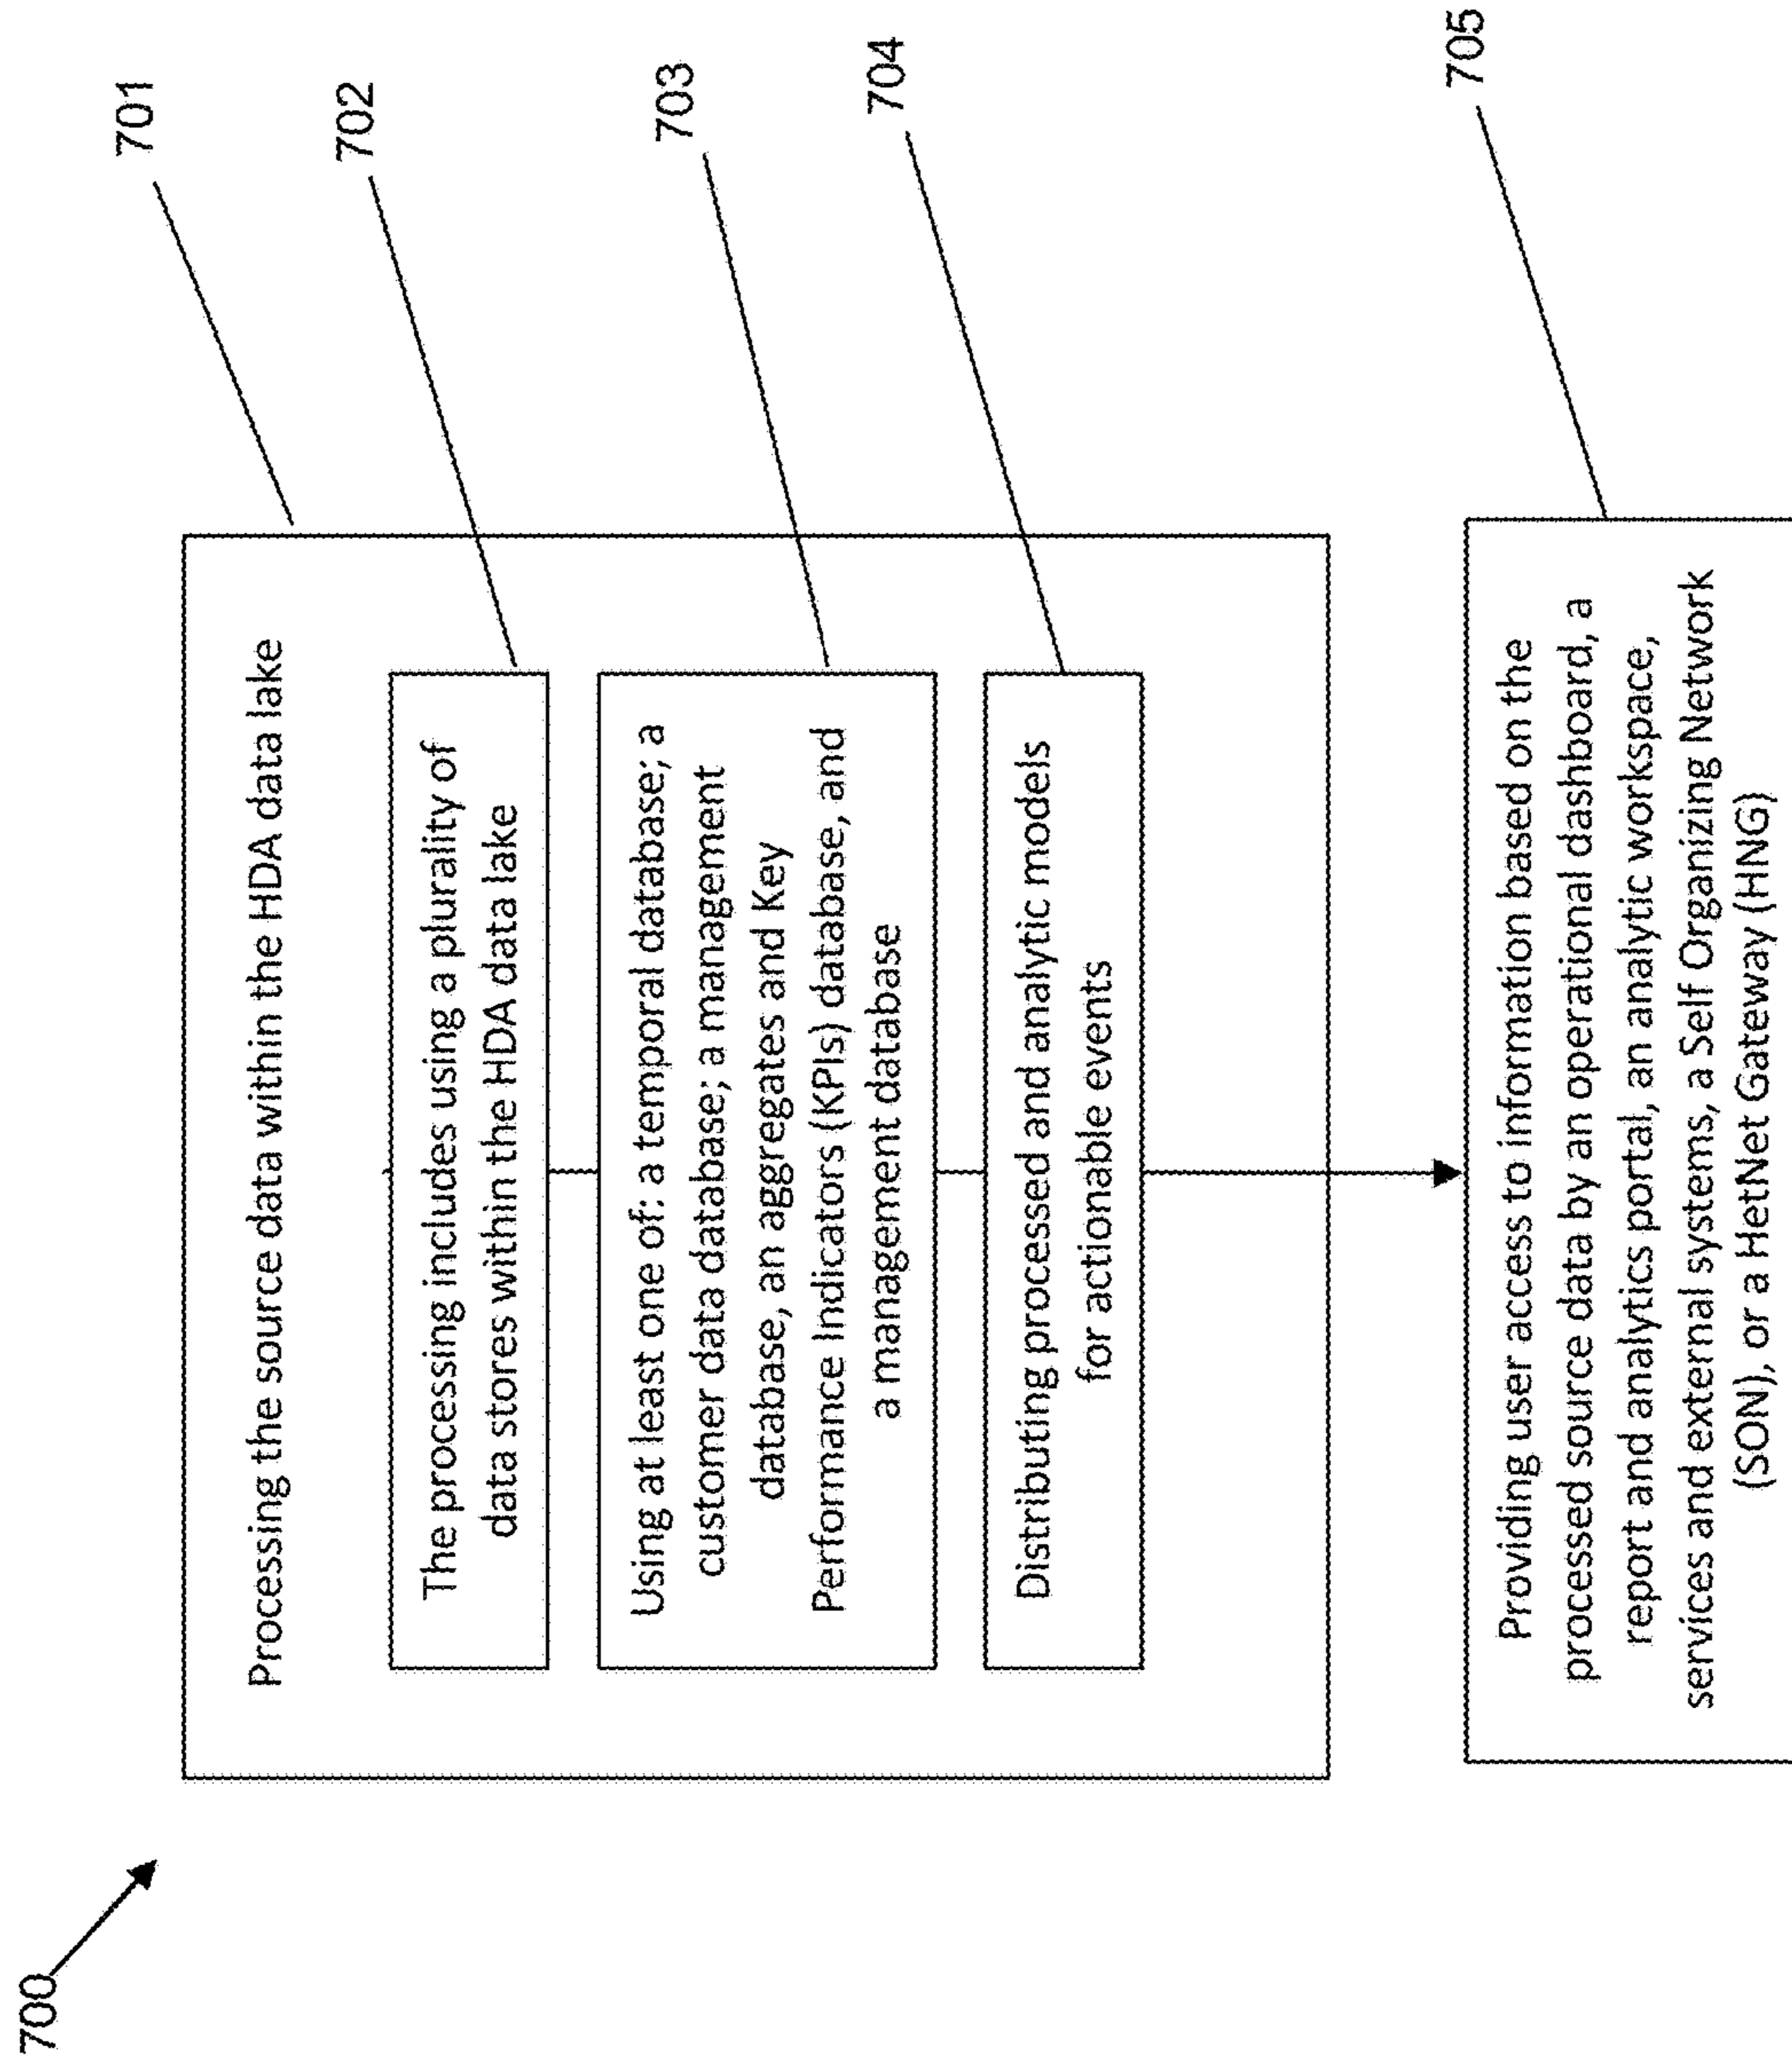 700
701
Processing the source data within the HDA data lake
702
The processing includes using a plurality of
data stores within the HDA data lake
703
Using at least one of: a temporal database; a
customer data database; a management
database, an aggregates and Key
Performance Indicators (KPIs) database, and
a management database
704
Distributing processed and analytic models
for actionable events
705
Providing user access to information based on the
processed source data by an operational dashboard, a
report and analytics portal, an analytic workspace,
services and external systems, a Self Organizing Network
(SON), or a HetNet Gateway (HNG)